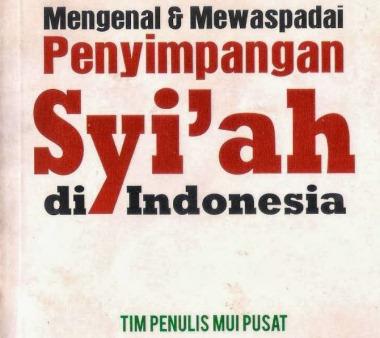 Mengenal & Mewaspadai
Penyimpangan
Syi'ah
di Indonesia
TIM PENULIS MUI PUSAT